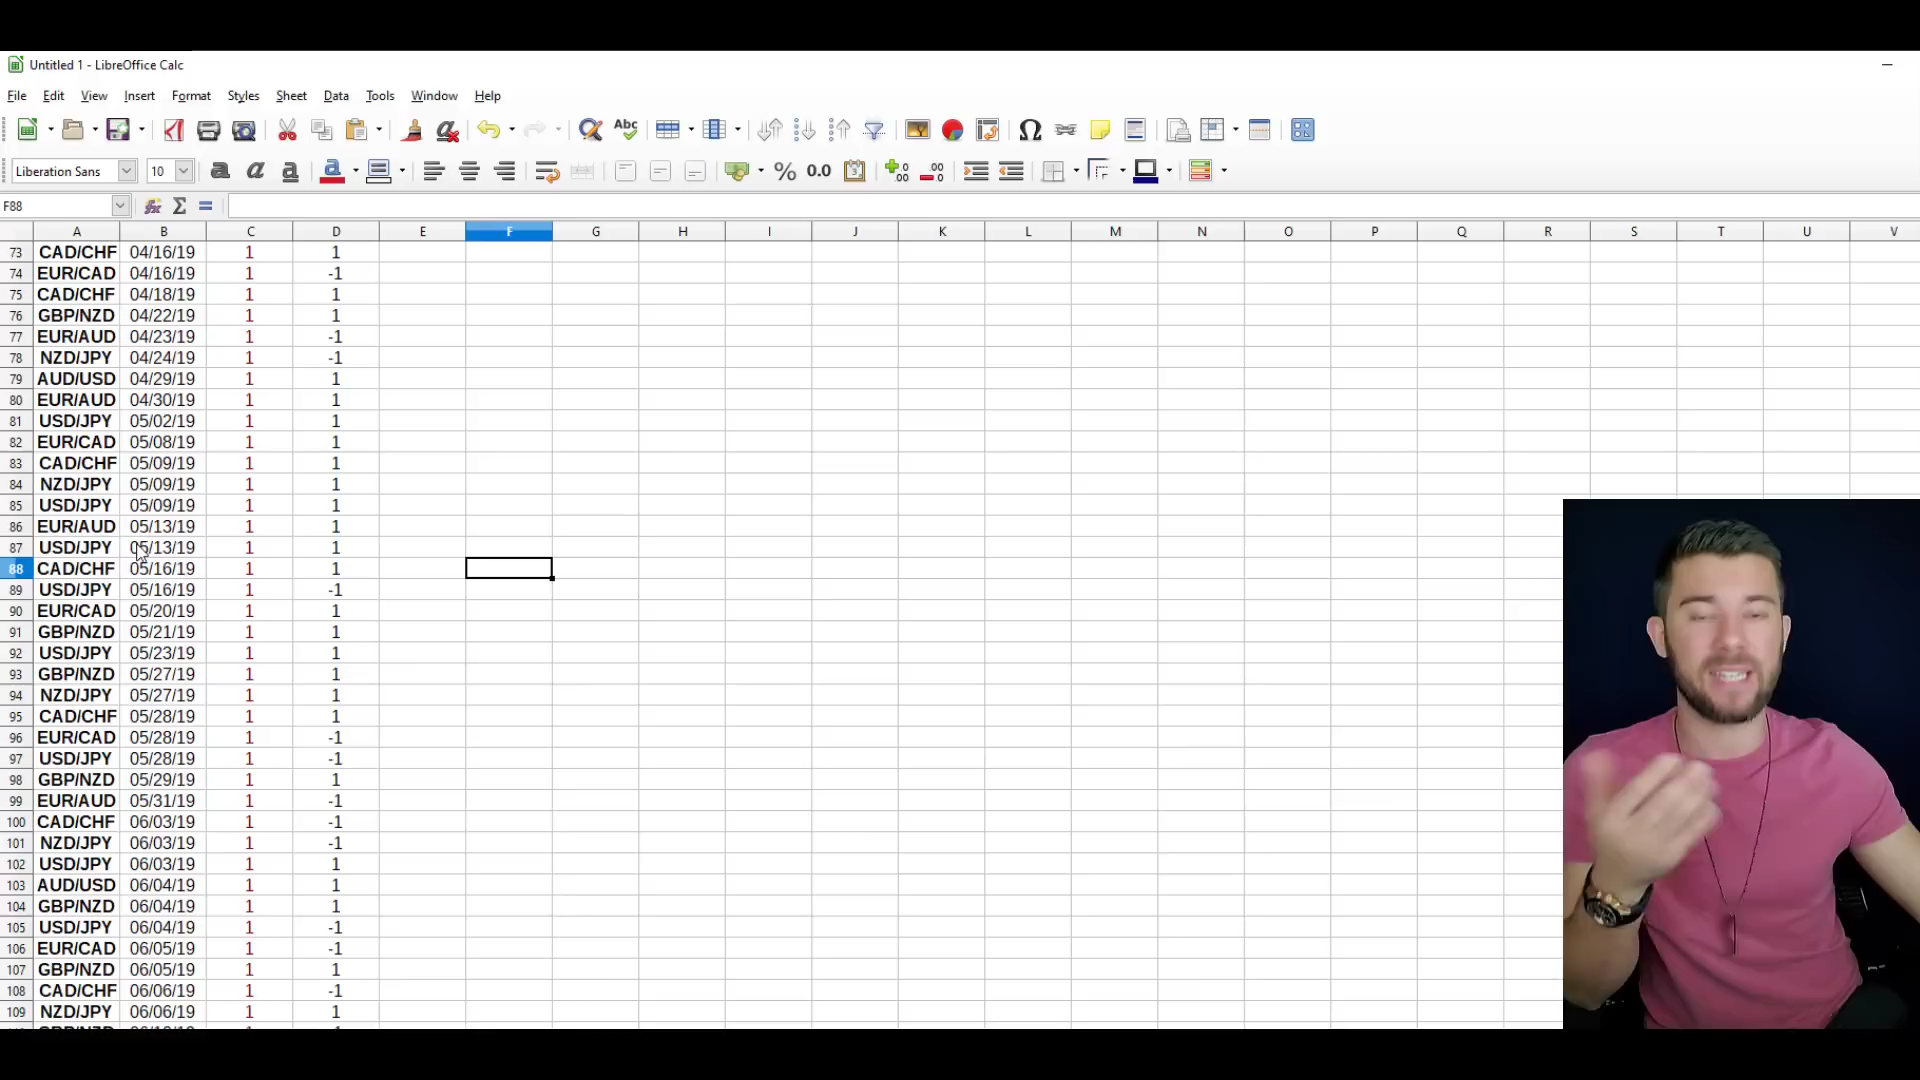 Untitled 1 - LibreOffice Calc
File Edit View Insert Format Styles Sheet Data Tools Window Help
Abc
Liberation Sans 10 a a a a % 0.0
F88
A B C D E F G H I J K L M N O P Q R S T U V
73 CAD/CHF 04/16/19 1 1
74 EUR/CAD 04/16/19 1 -1
75 CAD/CHF 04/18/19 1 1
76 GBP/NZD 04/22/19 1 1
77 EUR/AUD 04/23/19 1 -1
78 NZD/JPY 04/24/19 1 -1
79 AUD/USD 04/29/19 1 1
80 EUR/AUD 04/30/19 1 1
81 USD/JPY 05/02/19 1 1
82 EUR/CAD 05/08/19 1 1
83 CAD/CHF 05/09/19 1 1
84 NZD/JPY 05/09/19 1 1
85 USD/JPY 05/09/19 1 1
86 EUR/AUD 05/13/19 1 1
87 USD/JPY 05/13/19 1 1
88 CAD/CHF 05/16/19 1 1
89 USD/JPY 05/16/19 1 -1
90 EUR/CAD 05/20/19 1 1
91 GBP/NZD 05/21/19 1 1
92 USD/JPY 05/23/19 1 1
93 GBP/NZD 05/27/19 1 1
94 NZD/JPY 05/27/19 1 1
95 CAD/CHF 05/28/19 1 1
96 EUR/CAD 05/28/19 1 -1
97 USD/JPY 05/28/19 1 -1
98 GBP/NZD 05/29/19 1 1
99 EUR/AUD 05/31/19 1 -1
100 CAD/CHF 06/03/19 1 -1
101 NZD/JPY 06/03/19 1 -1
102 USD/JPY 06/03/19 1 1
103 AUD/USD 06/04/19 1 1
104 GBP/NZD 06/04/19 1 1
105 USD/JPY 06/04/19 1 -1
106 EUR/CAD 06/05/19 1 -1
107 GBP/NZD 06/05/19 1 1
108 CAD/CHF 06/06/19 1 -1
109 NZD/JPY 06/06/19 1 1